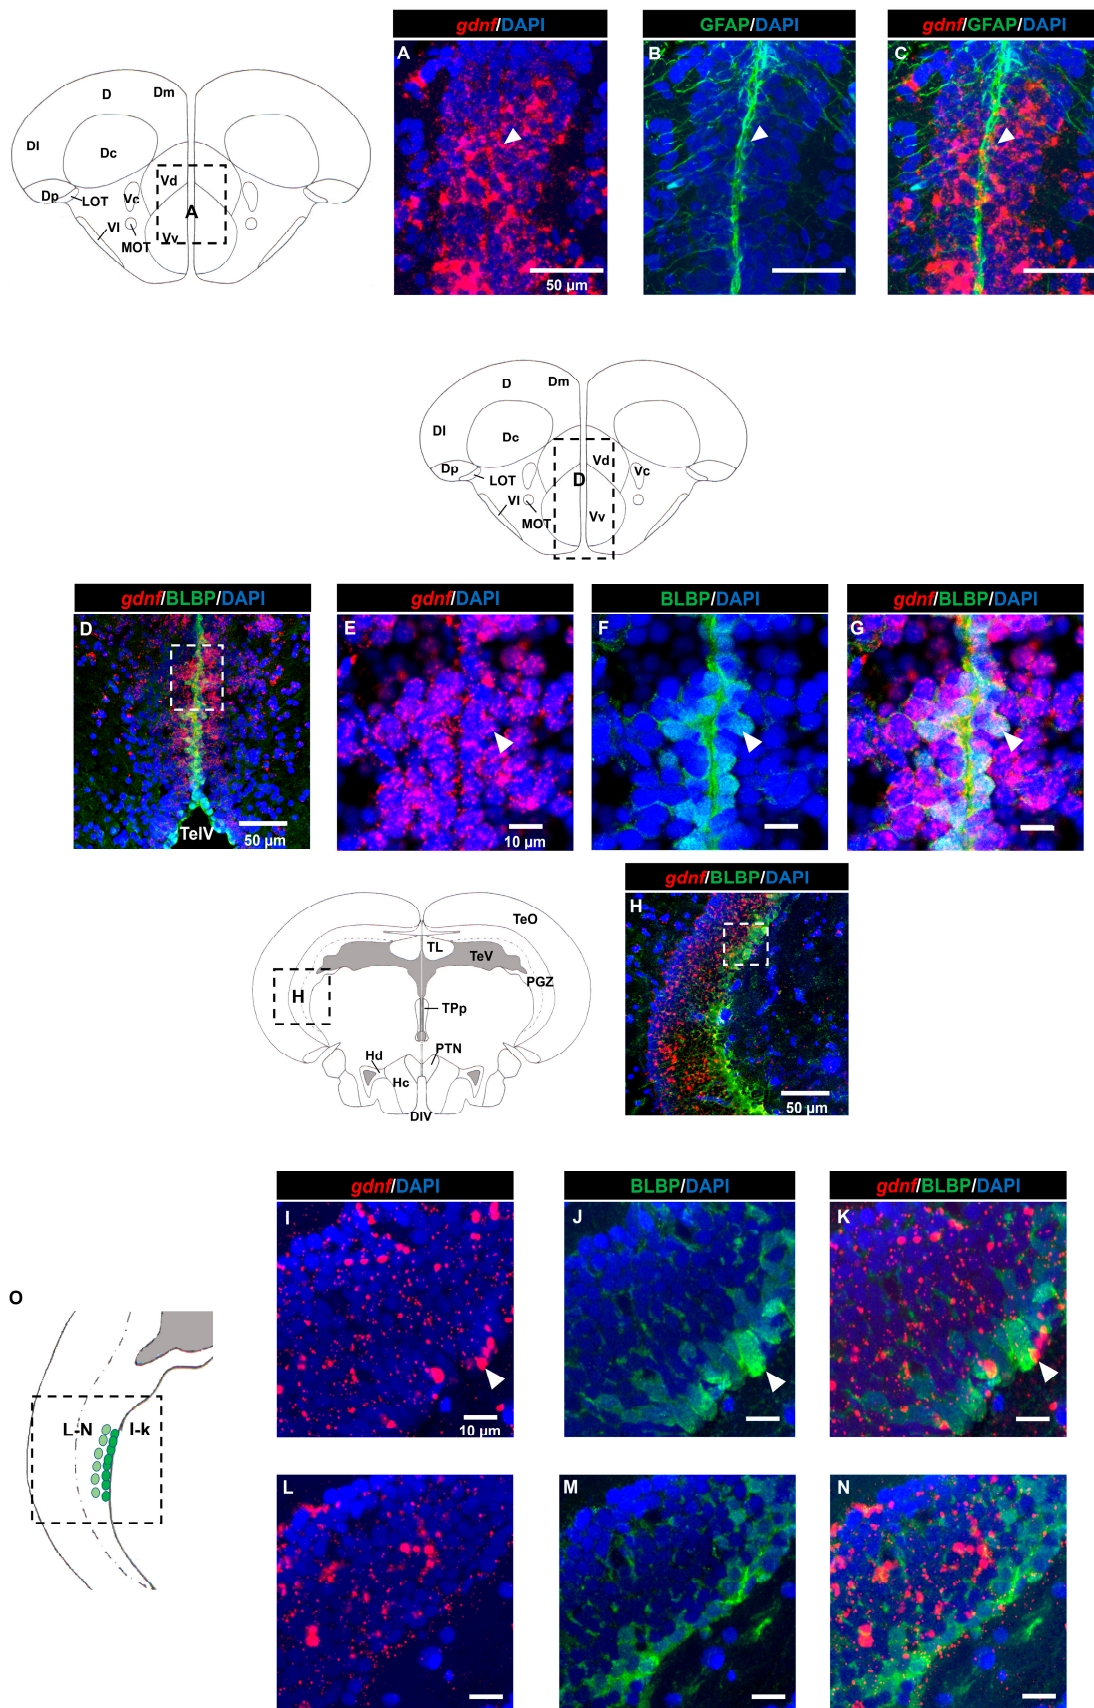 gdnf/DAPI
GFAP/DAPI
gdnf/GFAP
A
B
C
50 µm
D
Dm
Dl
Dc
Dp
LOT
Vd
Vc
A
Vl
MOT
Vv
D
Dm
Dl
Dc
Dp
LOT
Vd
Vc
D
Vl
MOT
Vv
gdnf/BLBP/DAPI
gdnf/DAPI
BLBP/DAPI
gdnf/BLBP
D
E
F
G
TelV
50 µm
10 µm
gdnf/BLBP/DAPI
H
50 µm
TeO
TL
TeV
PGZ
H
TPp
PTN
Hd
Hc
DIV
gdnf/DAPI
BLBP/DAPI
gdnf/BLBP/DAPI
I
J
K
10 µm
O
L-N
I-k
L
M
N